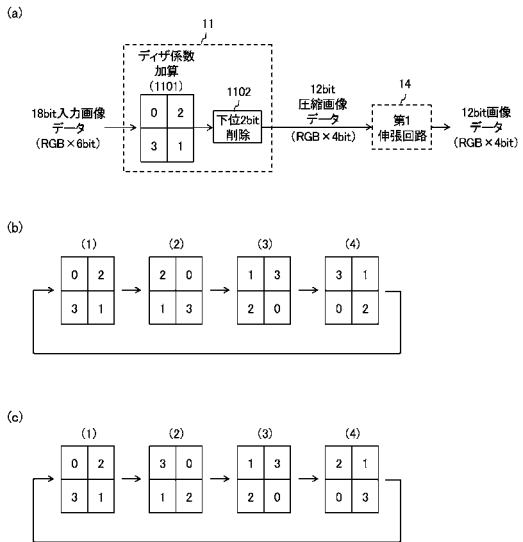 (a)
11
ディザ係数
加算
(1101)
0 2
3 1
1102
下位2bit
削除
18bit入力画像
データ
(RGB×6bit)
12bit
圧縮画像
データ
(RGB×4bit)
14
第1
伸張回路
12bit画像
データ
(RGB×4bit)
(b)
(1) (2) (3) (4)
0 2 2 0 1 3 3 1
3 1 1 3 2 0 0 2
(c)
(1) (2) (3) (4)
0 2 3 0 1 3 2 1
3 1 1 2 2 0 0 3